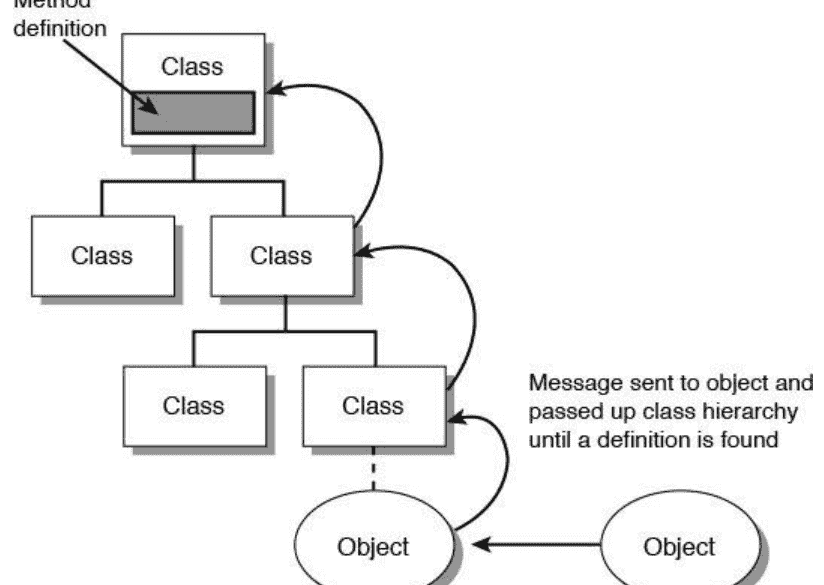 Method
definition
Class
Class
Class
Class
Class
Message sent to object and
passed up class hierarchy
until a definition is found
Object
Object